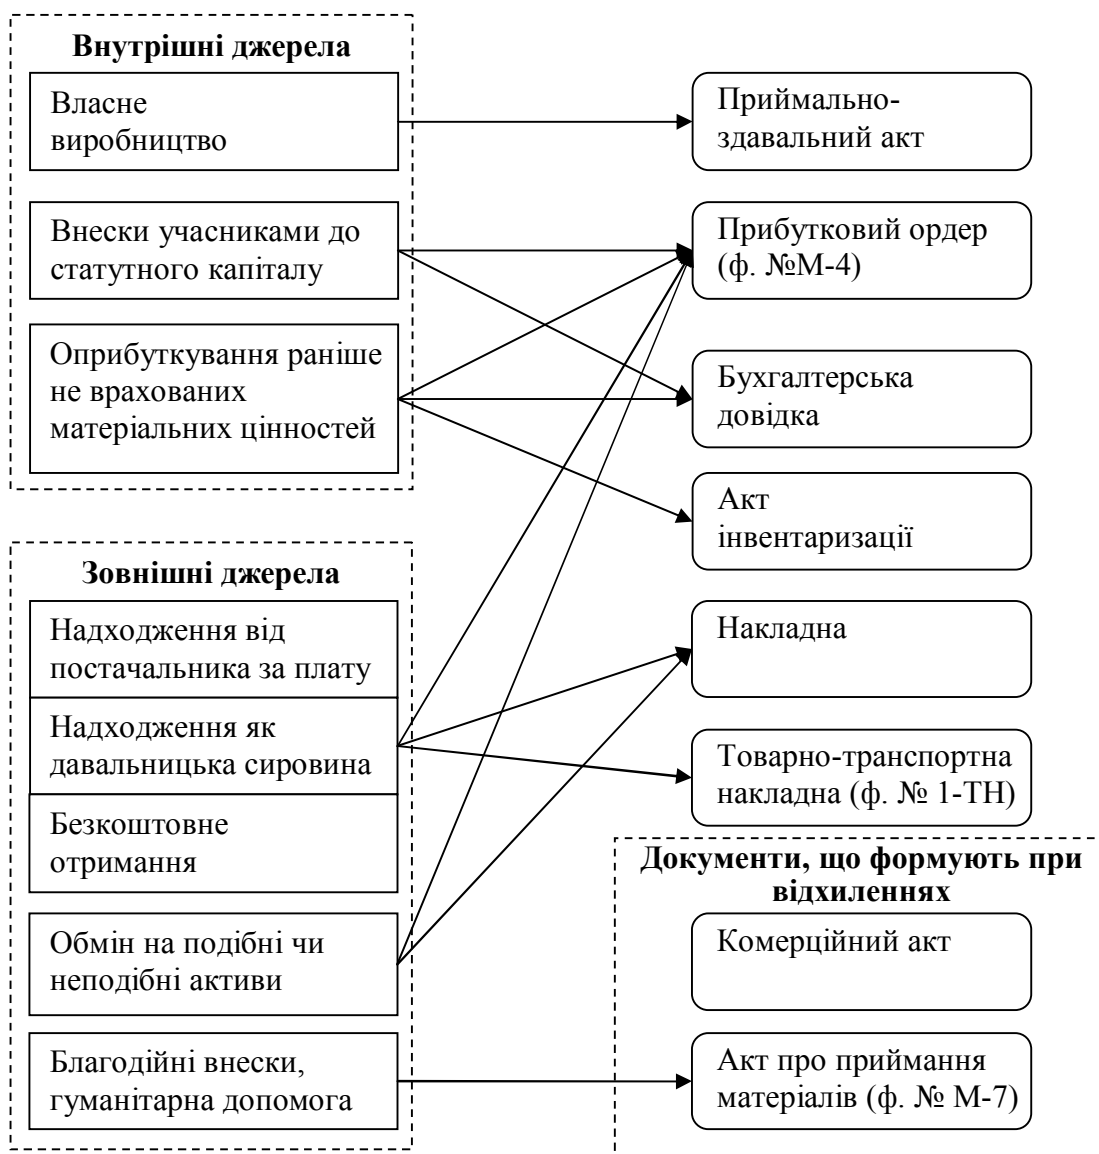 Внутрішні джерела
Власне
виробництво
Внески учасниками до
статутного капіталу
Оприбуткування раніше
не врахованих
матеріальних цінностей
Зовнішні джерела
Надходження від
постачальника за плату
Надходження як
давальницька сировина
Безкоштовне
отримання
Обмін на подібні чи
неподібні активи
Благодійні внески,
гуманітарна допомога
Приймально-
здавальний акт
Прибутковий ордер
(ф. №М-4)
Бухгалтерська
довідка
Акт
інвентаризації
Накладна
Товарно-транспортна
накладна (ф. № 1-ТН)
Документи, що формують при
відхиленнях
Комерційний акт
Акт про приймання
матеріалів (ф. № М-7)